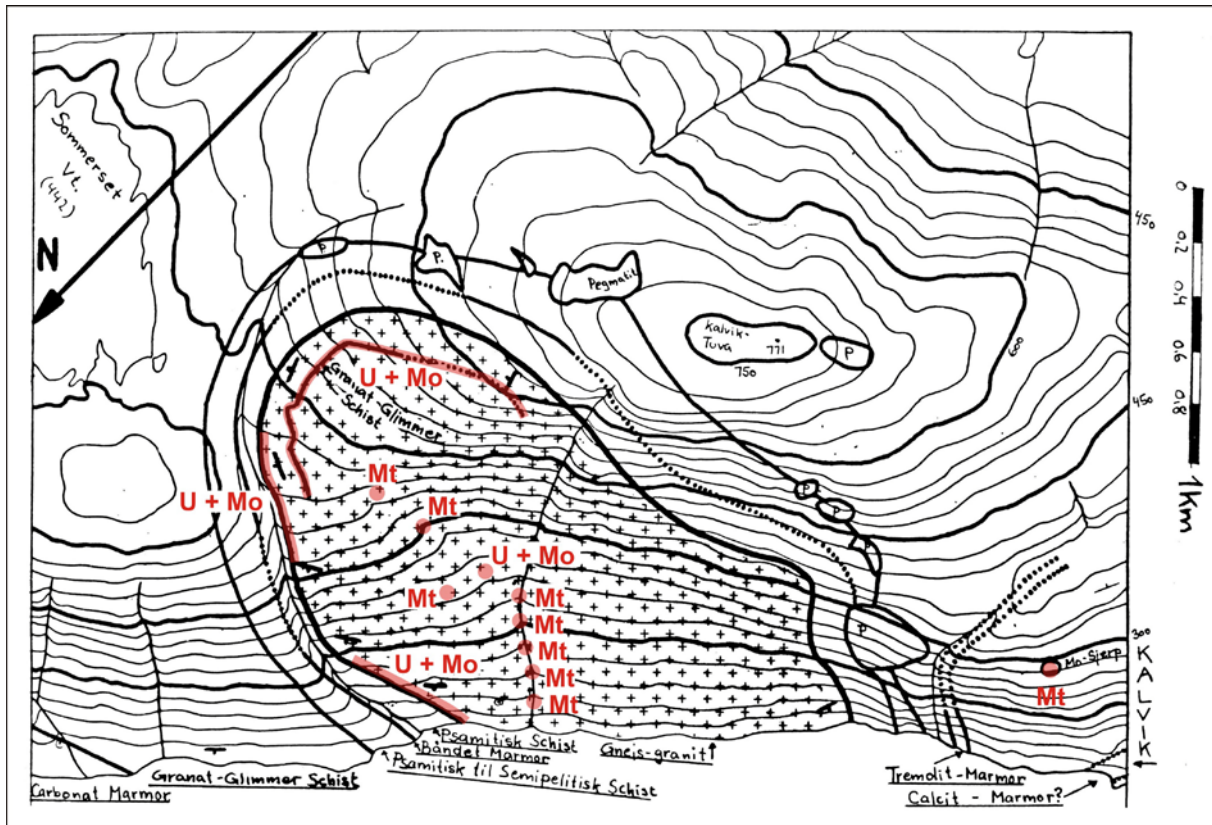 Sommerset
Vt.
(442)
N
P
P.
Pegmatit
Kalvik-
Tuva 771
750
P
600
450
450
0
0.2
0.4
0.6
0.8
1Km
U + Mo
Granat-Glimmer
Schist
U + Mo
Mt
Mt
U + Mo
Mt
Mt
Mt
Mt
Mt
Mt
U + Mo
P
P
P
300
Mo-Skjerp
Mt
KALVIK
Psamitisk Schist
Båndet Marmor
Psamitisk til Semipelitisk Schist
Gneis-granit
Granat-Glimmer Schist
Carbonat Marmor
Tremolit-Marmor
Calcit - Marmor?